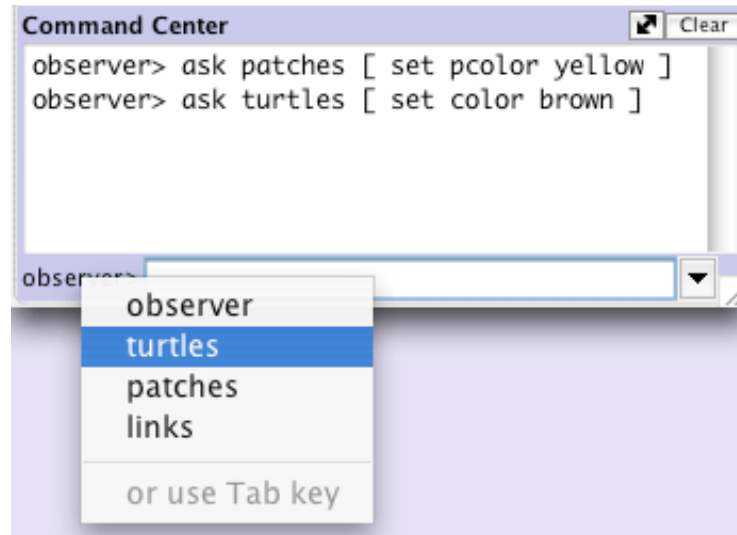 Command Center Clear
observer> ask patches [ set pcolor yellow ]
observer> ask turtles [ set color brown ]
observer>
observer
turtles
patches
links
or use Tab key